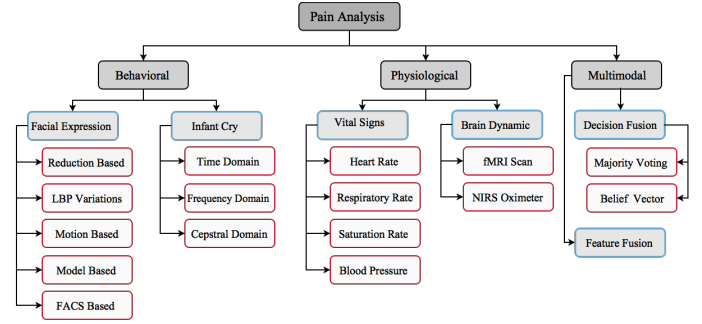 Pain Analysis
Behavioral
Physiological
Multimodal
Facial Expression
Infant Cry
Vital Signs
Brain Dynamic
Decision Fusion
Reduction Based
Time Domain
Heart Rate
fMRI Scan
Majority Voting
LBP Variations
Frequency Domain
Respiratory Rate
NIRS Oximeter
Belief Vector
Motion Based
Cepstral Domain
Saturation Rate
Feature Fusion
Model Based
Blood Pressure
FACS Based